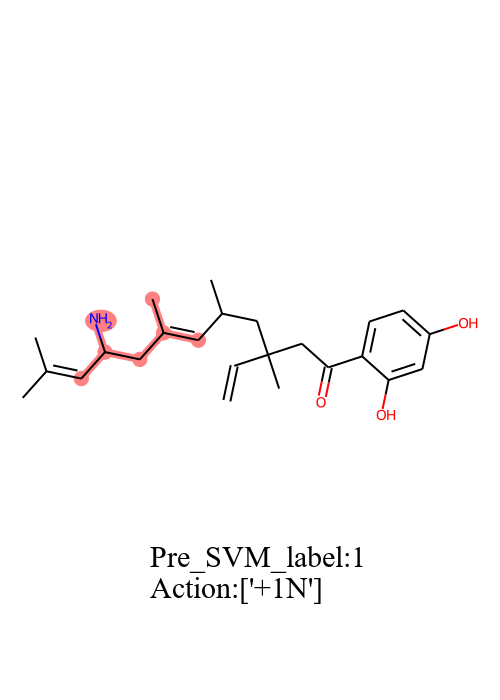 NH2
OH
O
OH
Pre_SVM_label:1
Action:['+1N']